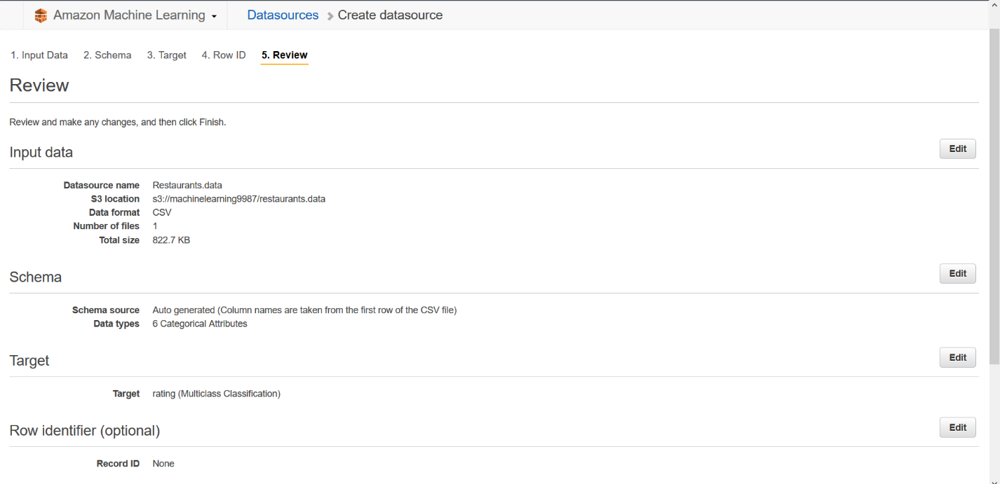 Amazon Machine Learning Datasources Create datasource
1. Input Data 2. Schema 3. Target 4. Row ID 5. Review
Review
Review and make any changes, and then click Finish.
Input data Edit
Datasource name Restaurants.data
S3 location s3://machinelearning9987/restaurants.data
Data format CSV
Number of files 1
Total size 822.7 KB
Schema Edit
Schema source Auto generated (Column names are taken from the first row of the CSV file)
Data types 6 Categorical Attributes
Target Edit
Target rating (Multiclass Classification)
Row identifier (optional) Edit
Record ID None